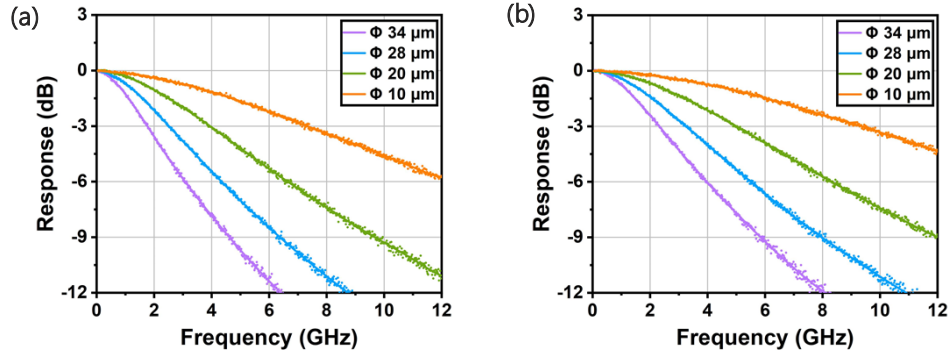 (a)
3
0
-3
-6
-9
-12
Response (dB)
Φ 34 µm
Φ 28 µm
Φ 20 µm
Φ 10 µm
0 2 4 6 8 10 12
Frequency (GHz)
(b)
3
0
-3
-6
-9
-12
Response (dB)
Φ 34 µm
Φ 28 µm
Φ 20 µm
Φ 10 µm
0 2 4 6 8 10 12
Frequency (GHz)